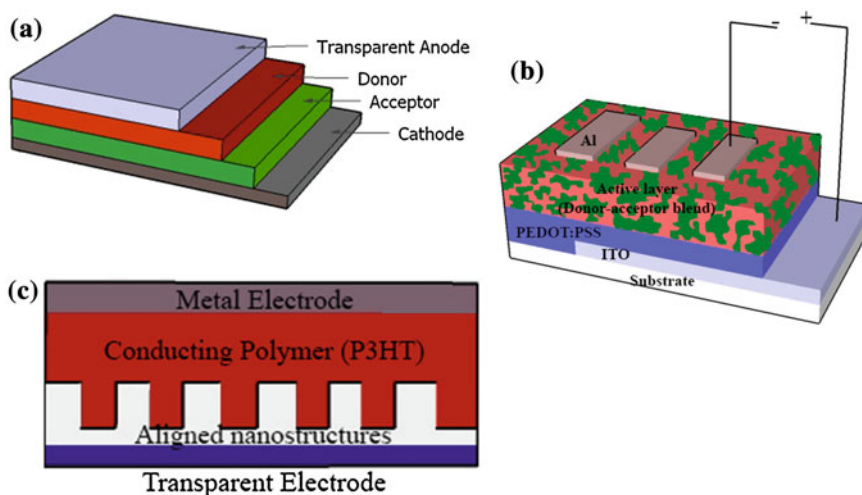 (a)
Transparent Anode
Donor
Acceptor
Cathode
(b)
- +
Al
Active layer
(Donor-acceptor blend)
PEDOT:PSS
ITO
Substrate
(c)
Metal Electrode
Conducting Polymer (P3HT)
Aligned nanostructures
Transparent Electrode